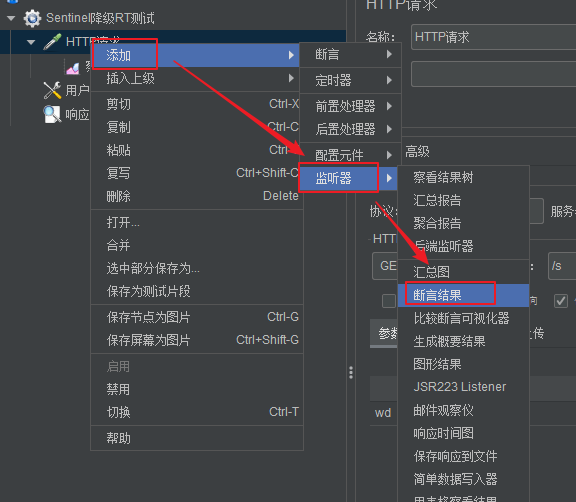 Sentinel降级RT测试
HTTP请求
察
用户
响应
添加
插入上级
剪切 Ctrl-X
复制 Ctrl-C
粘贴 Ctrl-
复写 Ctrl+Shift-C
删除 Delete
打开...
合并
选中部分保存为...
保存为测试片段
保存节点为图片 Ctrl-G
保存屏幕为图片 Ctrl+Shift-G
启用
禁用
切换 Ctrl-T
帮助
断言
定时器
前置处理器
后置处理器
配置元件
监听器
察看结果树
汇总报告
聚合报告
后端监听器
汇总图
断言结果
比较断言可视化器
生成概要结果
图形结果
JSR223 Listener
邮件观察仪
响应时间图
保存响应到文件
简单数据写入器
用表格察看结果
HTTP请求
名称: HTTP请求
高级
协议: 服务
HT
GE : /s
向
参数 传
wd